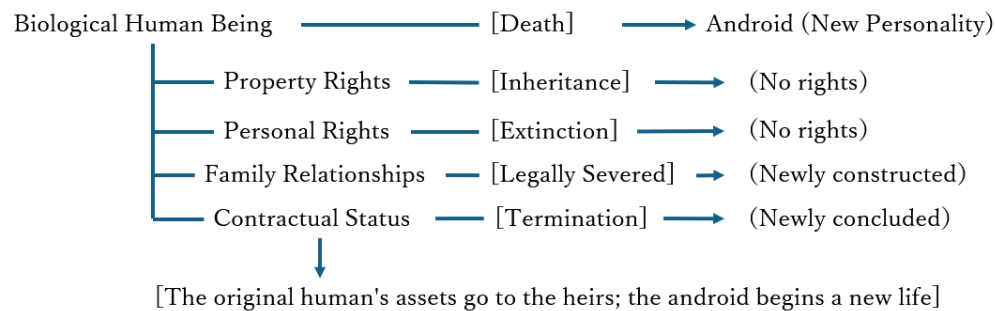 Biological Human Being [Death] Android (New Personality)
Property Rights [Inheritance] (No rights)
Personal Rights [Extinction] (No rights)
Family Relationships [Legally Severed] (Newly constructed)
Contractual Status [Termination] (Newly concluded)
[The original human's assets go to the heirs; the android begins a new life]